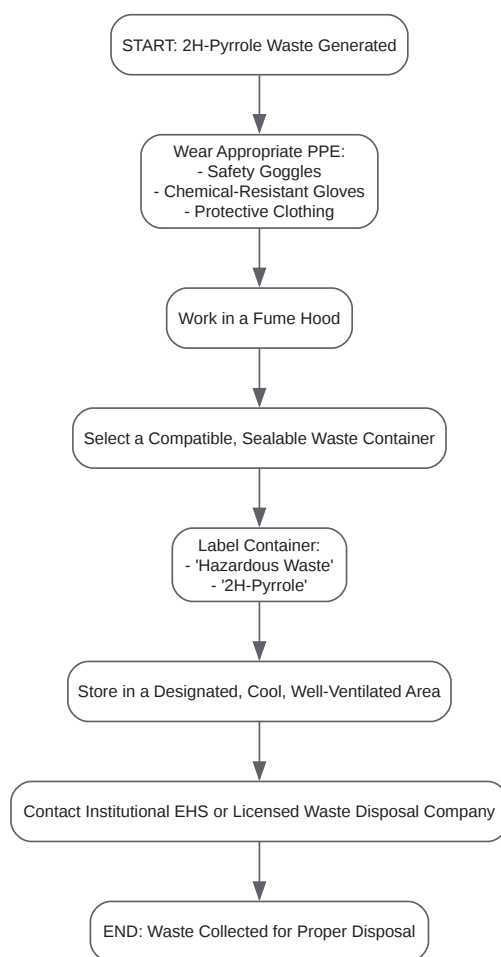 START: 2H-Pyrrole Waste Generated
Wear Appropriate PPE:
- Safety Goggles
- Chemical-Resistant Gloves
- Protective Clothing
Work in a Fume Hood
Select a Compatible, Sealable Waste Container
Label Container:
- 'Hazardous Waste'
- '2H-Pyrrole'
Store in a Designated, Cool, Well-Ventilated Area
Contact Institutional EHS or Licensed Waste Disposal Company
END: Waste Collected for Proper Disposal